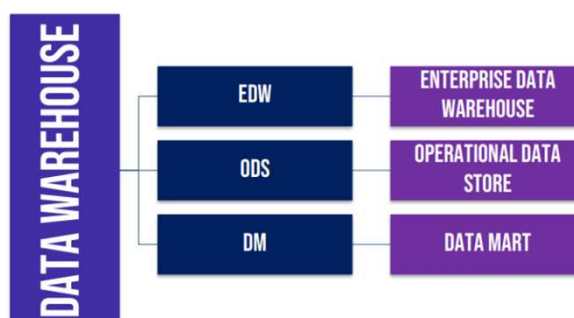 DATA WAREHOUSE
EDW
ENTERPRISE DATA
WAREHOUSE
ODS
OPERATIONAL DATA
STORE
DM
DATA MART